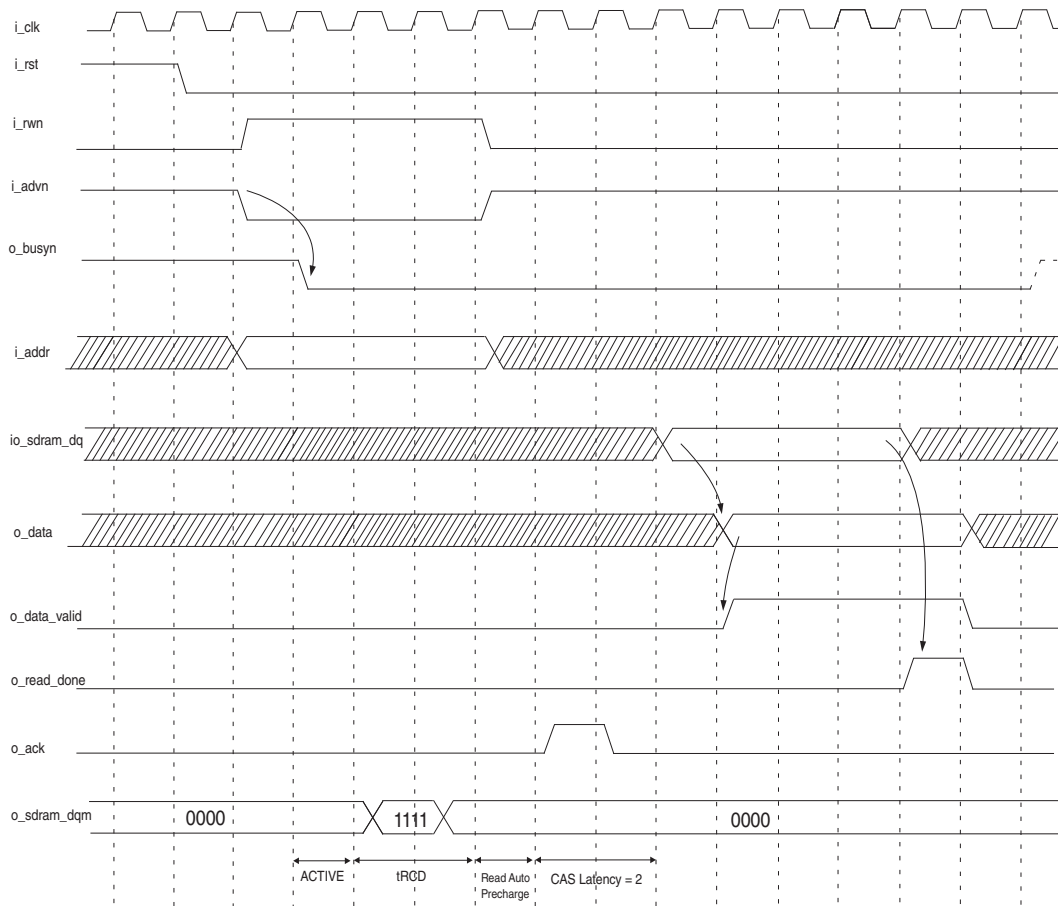 i_clk
i_rst
i_rwn
i_advn
o_busyn
i_addr
io_sdram_dq
o_data
o_data_valid
o_read_done
o_ack
o_sdram_dqm
0000
1111
0000
ACTIVE
tRCD
Read Auto
Precharge
CAS Latency = 2